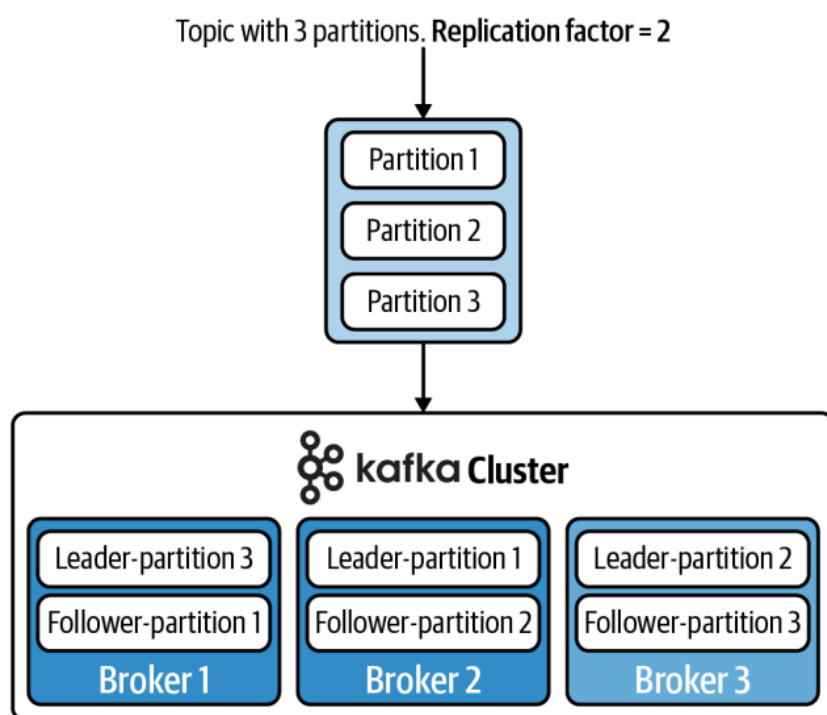 Topic with 3 partitions. Replication factor = 2
Partition 1
Partition 2
Partition 3
kafka Cluster
Leader-partition 3
Follower-partition 1
Broker 1
Leader-partition 1
Follower-partition 2
Broker 2
Leader-partition 2
Follower-partition 3
Broker 3